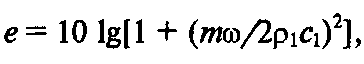 e = 10 lg[1 + (mω/2ρ₁c₁)²],